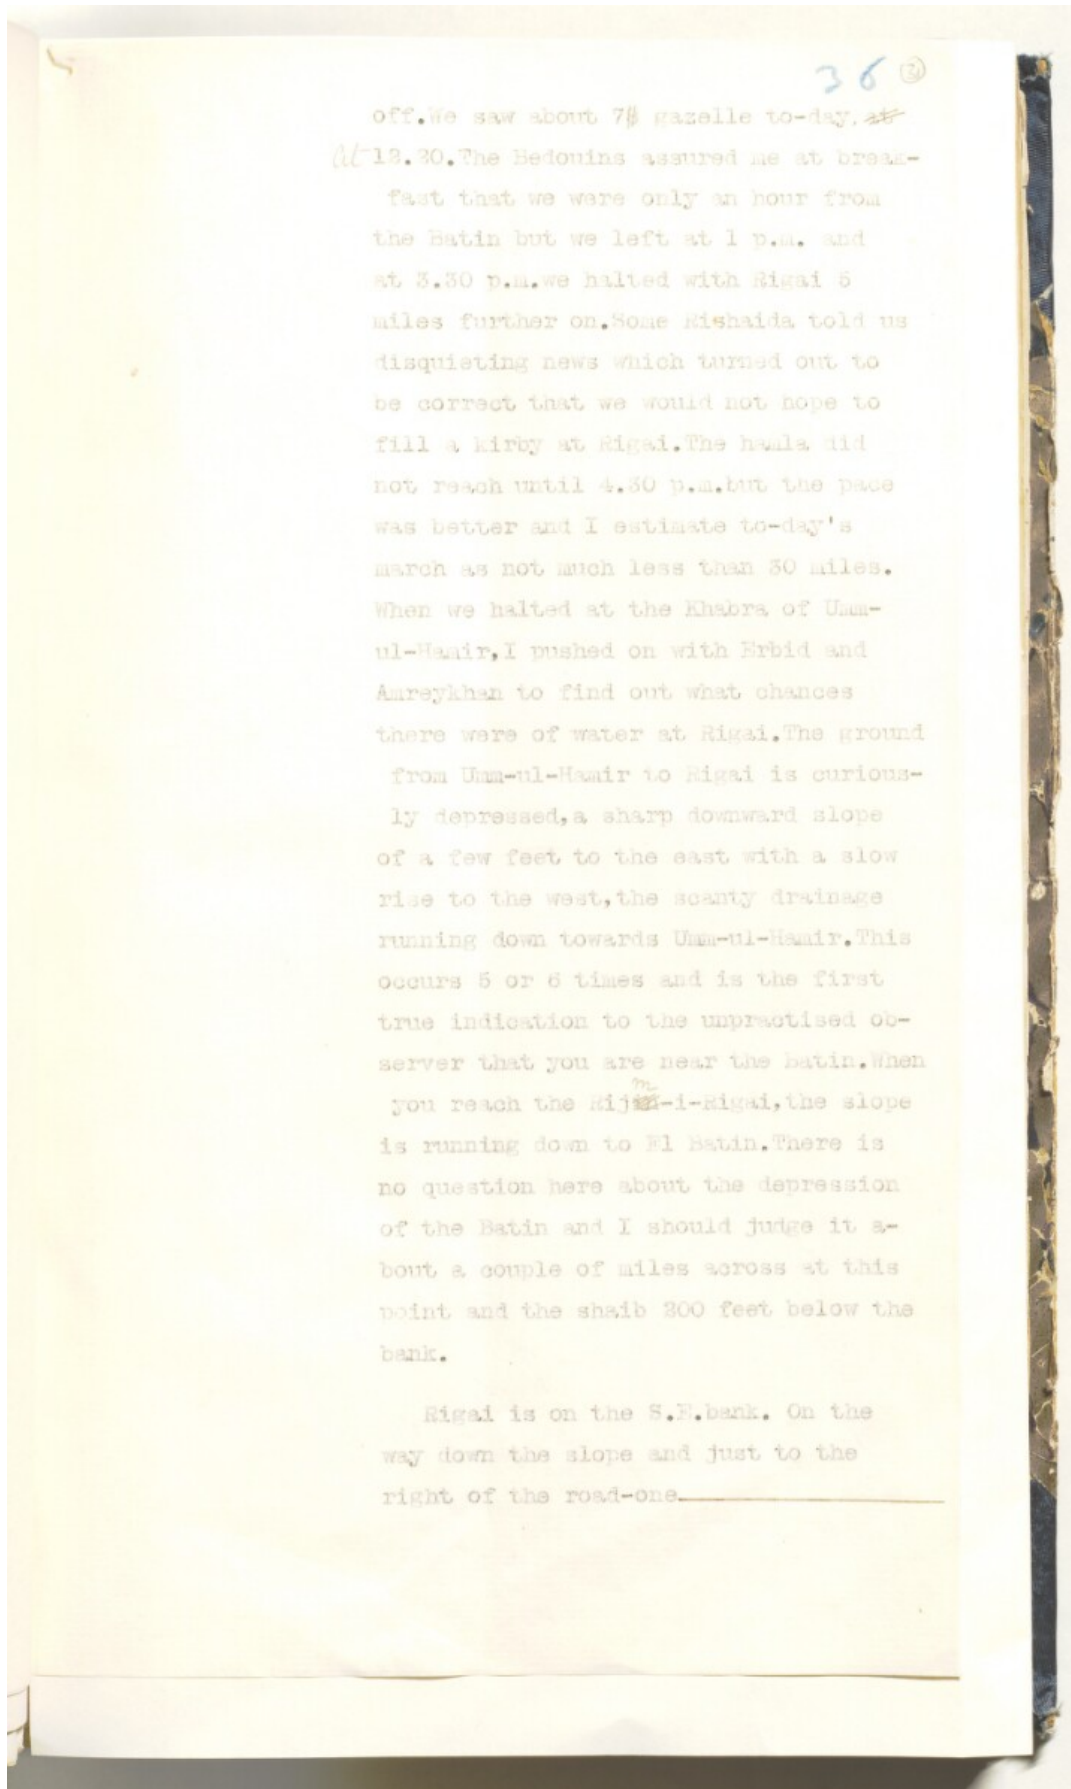 36 31
off.We saw about 7 gazelle to-day. at
at 12.20.The Bedouins assured me at break-
fast that we were only an hour from
the Batin but we left at 1 p.m. and
at 3.30 p.m.we halted with Rigai 5
miles further on.Some Rishaida told us
disquieting news which turned out to
be correct that we would not hope to
fill a kirby at Rigai.The hamla did
not reach until 4.30 p.m.but the pace
was better and I estimate to-day's
march as not much less than 30 miles.
When we halted at the Khabra of Umm-
ul-Hamir,I pushed on with Erbid and
Amreykhan to find out what chances
there were of water at Rigai.The ground
from Umm-ul-Hamir to Rigai is curious-
ly depressed,a sharp downward slope
of a few feet to the east with a slow
rise to the west,the scanty drainage
running down towards Umm-ul-Hamir.This
occurs 5 or 6 times and is the first
true indication to the unpractised ob-
server that you are near the Batin.When
you reach the Rijm-i-Rigai,the slope
is running down to El Batin.There is
no question here about the depression
of the Batin and I should judge it a-
bout a couple of miles across at this
point and the shaib 200 feet below the
bank.
Rigai is on the S.E.bank. On the
way down the slope and just to the
right of the road-one